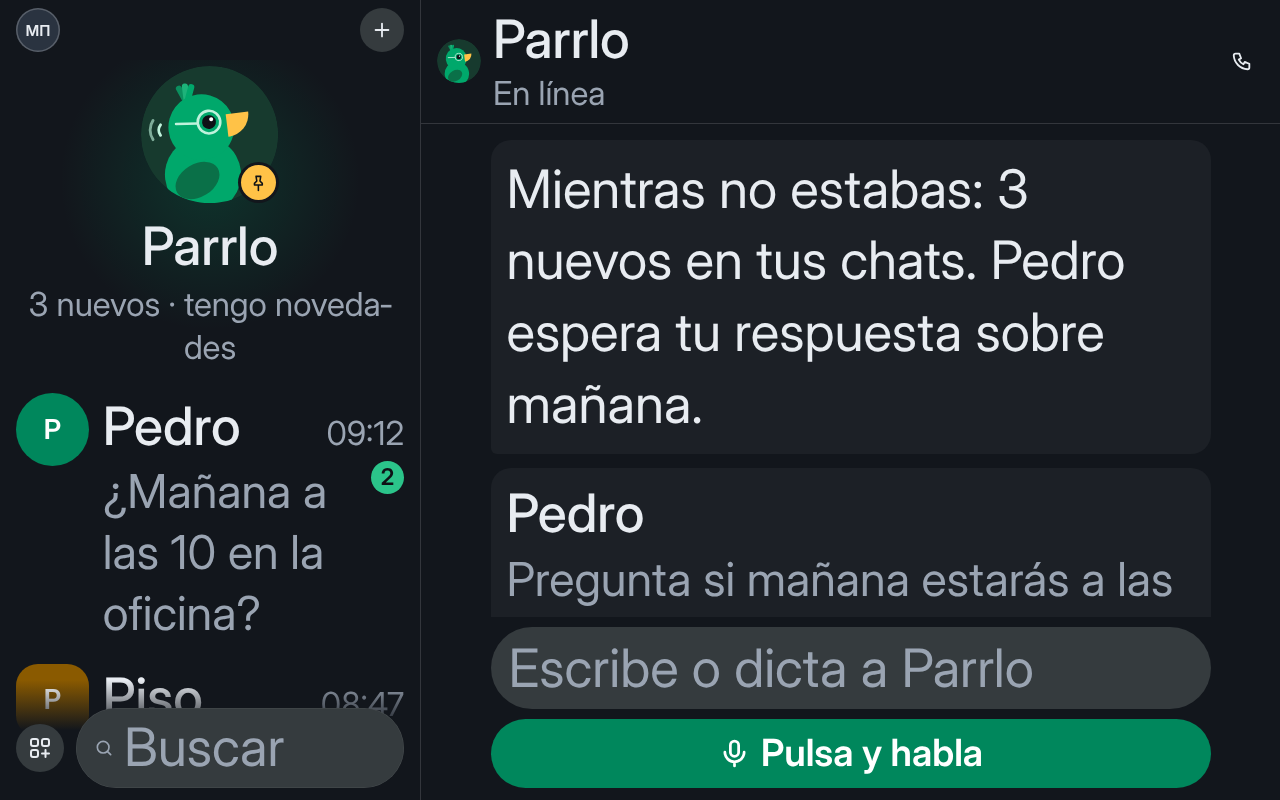 МП
Parrlo
3 nuevos · tengo noveda-
des
P
Pedro
09:12
¿Mañana a
2
las 10 en la
oficina?
P
Piso
08:47
Buscar
Parrlo
En línea
Mientras no estabas: 3
nuevos en tus chats. Pedro
espera tu respuesta sobre
mañana.
Pedro
Pregunta si mañana estarás a las
Escribe o dicta a Parrlo
Pulsa y habla